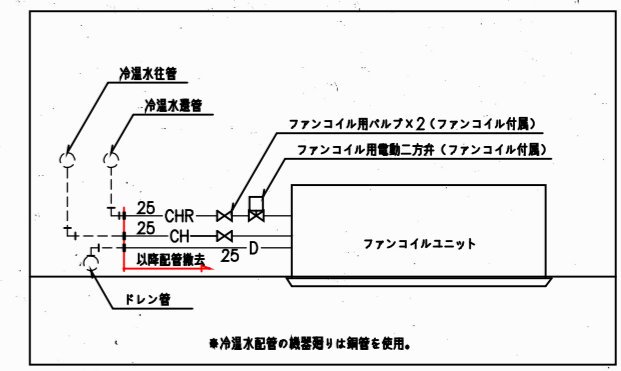 冷温水往管
冷温水還管
ファンコイル用バルブ×2(ファンコイル付属)
ファンコイル用電動二方弁(ファンコイル付属)
25
CHR
25
CH
25
D
以降配管撤去
ファンコイルユニット
ドレン管
※冷温水配管の機器廻りは銅管を使用。